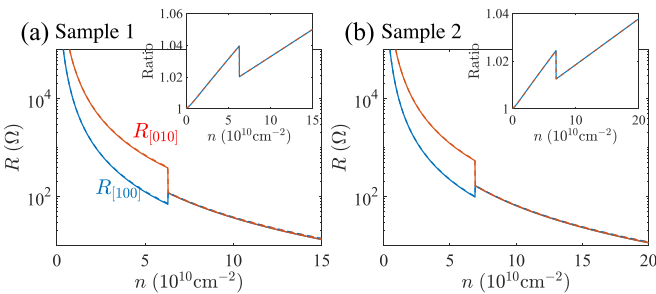 (a) Sample 1
1.06
1.04
1.02
1
Ratio
0 5 10 15
n (10^10cm^-2)
R (Ω)
10^4
10^2
R[010]
R[100]
0 5 10 15
n (10^10cm^-2)
(b) Sample 2
1.04
1.02
1
Ratio
0 10 20
n (10^10cm^-2)
R (Ω)
10^4
10^2
0 5 10 15 20
n (10^10cm^-2)